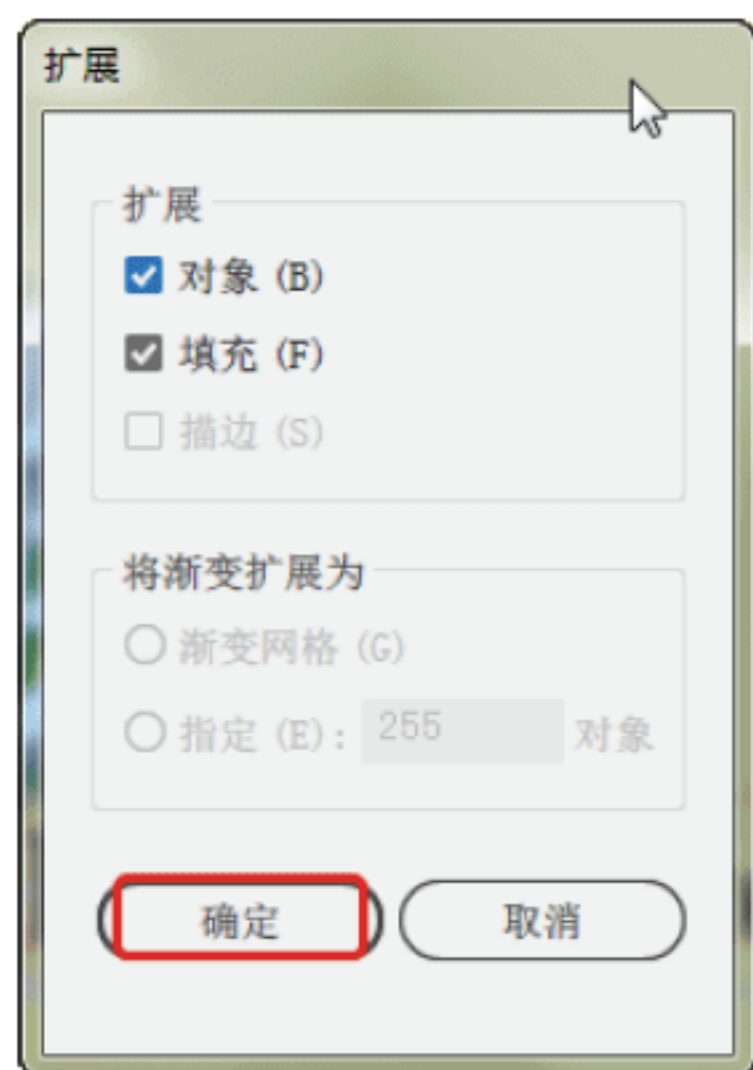 扩展
扩展
对象 (B)
填充 (F)
描边 (S)
将渐变扩展为
渐变网格 (G)
指定 (E): 255 对象
确定 取消